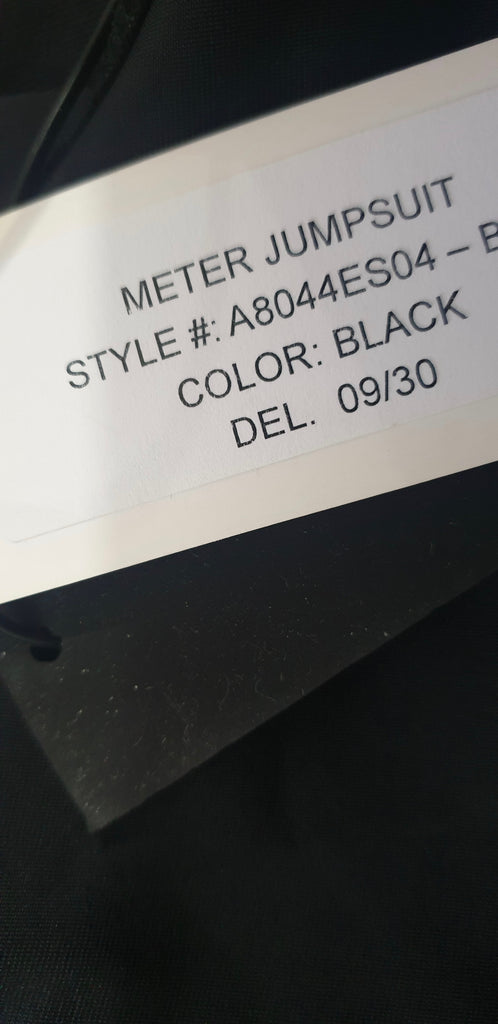 METER JUMPSUIT
STYLE #: A8044ES04 – B
COLOR: BLACK
DEL. 09/30